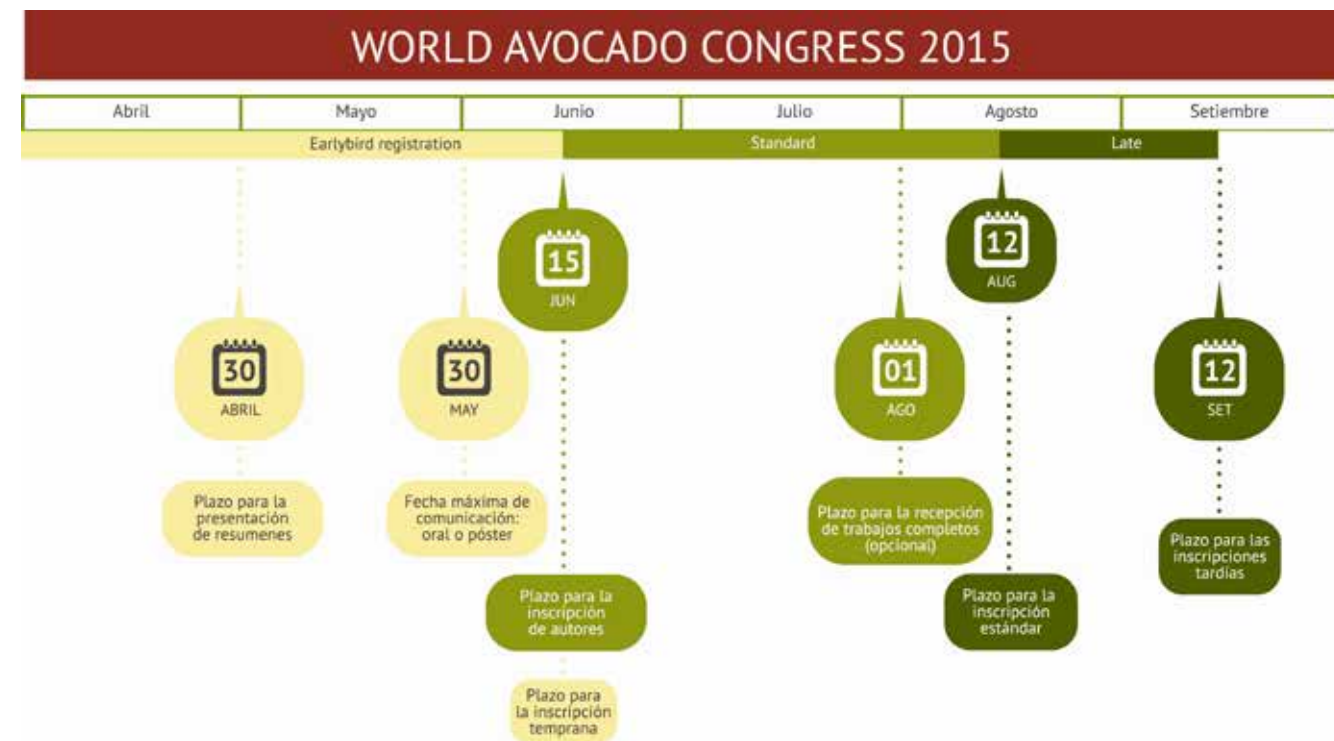 WORLD AVOCADO CONGRESS 2015
Abril
Mayo
Junio
Julio
Agosto
Setiembre
Earlybird registration
Standard
Late
15
JUN
12
AUG
30
ABRIL
30
MAY
01
AGO
12
SET
Plazo para la
presentación
de resumenes
Fecha máxima de
comunicación:
oral o póster
Plazo para la recepción
de trabajos completos
(opcional)
Plazo para las
inscripciones
tardías
Plazo para la
inscripción
de autores
Plazo para la
inscripción
estándar
Plazo para
la inscripción
temprana